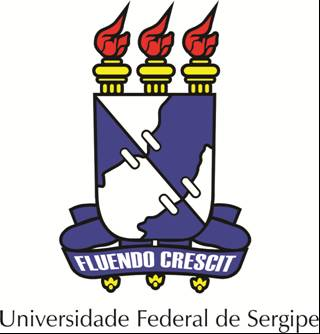 FLUENDO CRESCIT
Universidade Federal de Sergipe